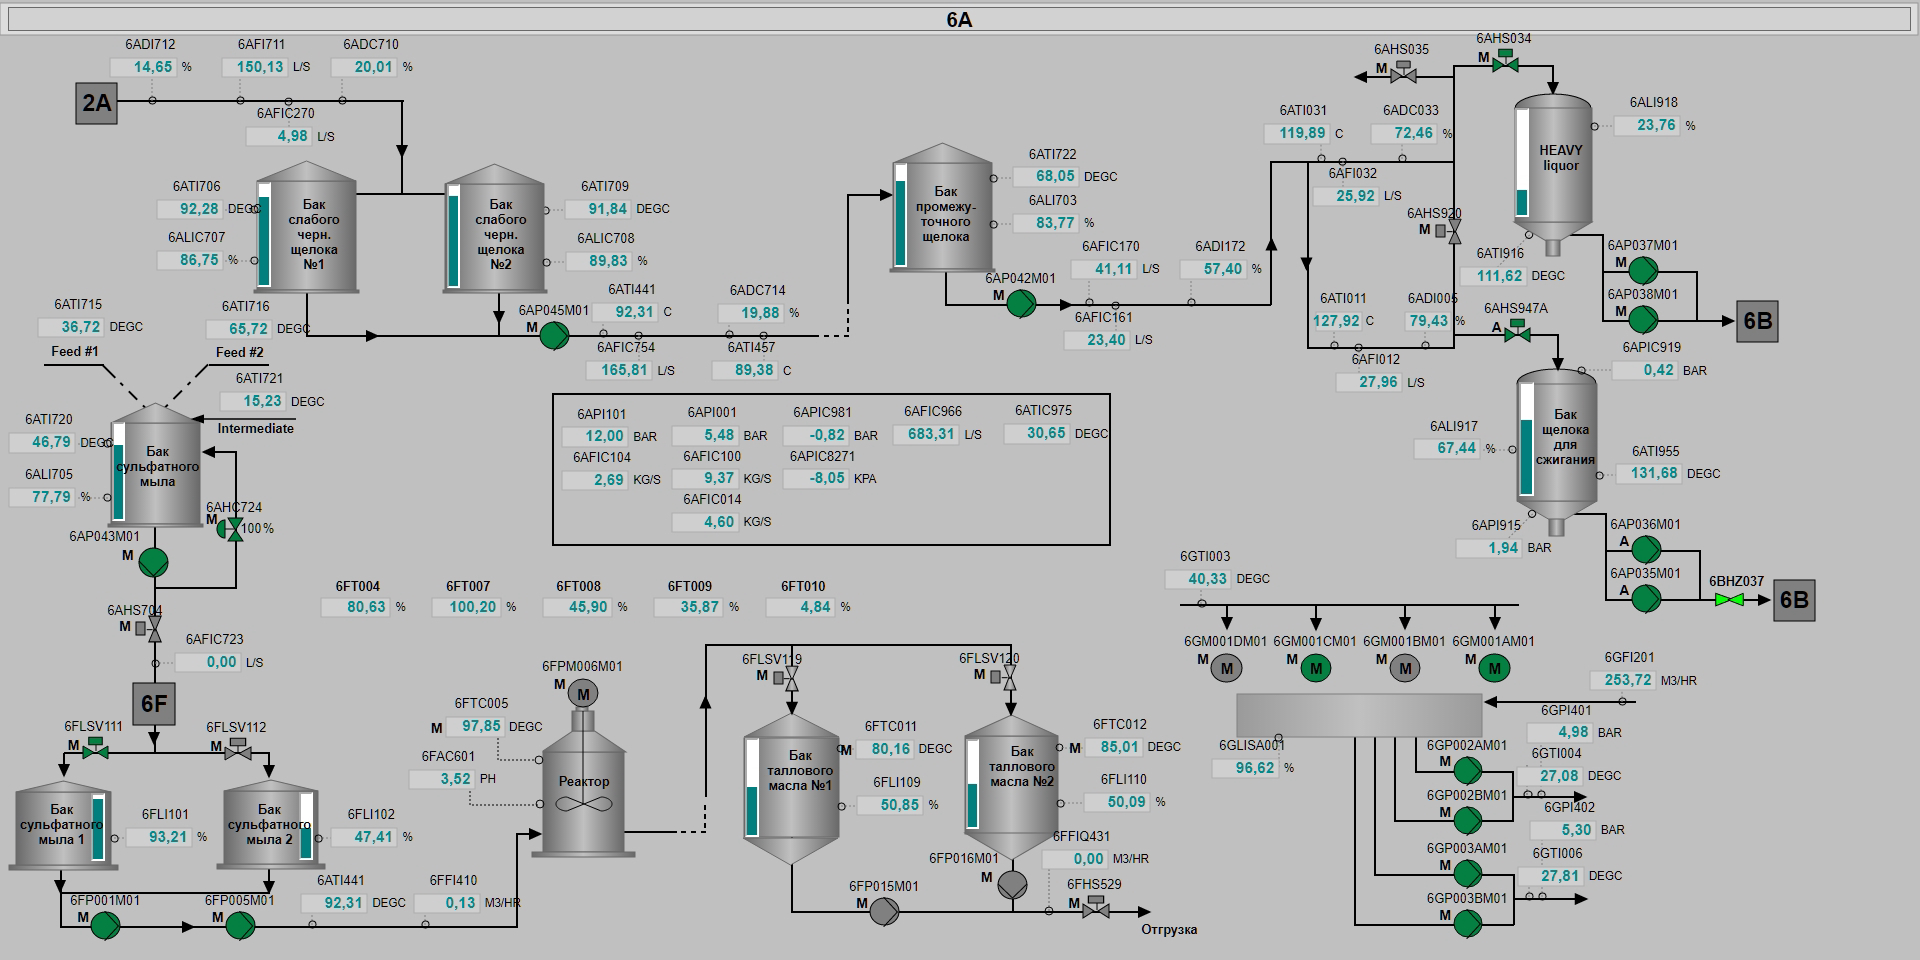 6A
6ADI712 6AFI711 6ADC710
14,65 % 150,13 L/S 20,01 %
2A
6AFIC270
4,98 L/S
6ATI706
92,28 DEGC
6ALIC707
86,75 %
Бак
слабого
черн.
щелока
№1
Бак
слабого
черн.
щелока
№2
6ATI709
91,84 DEGC
6ALIC708
89,83 %
6AP045M01
M
6ATI441
92,31 C
6ADC714
19,88 %
6AFIC754
165,81 L/S
6ATI457
89,38 C
Бак
промежу-
точного
щелока
6ATI722
68,05 DEGC
6ALI703
83,77 %
6AP042M01
M
6AFIC170
41,11 L/S
6ADI172
57,40 %
6AFIC161
23,40 L/S
6AHS035
M
6AHS034
M
6ATI031
119,89 C
6ADC033
72,46 %
6AFI032
25,92 L/S
6AHS920
M
HEAVY
liquor
6ALI918
23,76 %
6ATI916
111,62 DEGC
6AP037M01
M
6AP038M01
M
6B
6ATI011
127,92 C
6ADI005
79,43 %
6AFI012
27,96 L/S
6AHS947A
A
6APIC919
0,42 BAR
Бак
щелока
для
сжигания
6ALI917
67,44 %
6ATI955
131,68 DEGC
6API915
1,94 BAR
6AP036M01
A
6AP035M01
A
6BHZ037
6B
6ATI715
36,72 DEGC
6ATI716
65,72 DEGC
Feed #1
Feed #2
6ATI721
15,23 DEGC
Intermediate
6ATI720
46,79 DEGC
6ALI705
77,79 %
Бак
сульфатного
мыла
6AHC724
M
100%
6AP043M01
M
6AHS704
M
6AFIC723
0,00 L/S
6F
6API101 6API001 6APIC981 6AFIC966 6ATIC975
12,00 BAR 5,48 BAR -0,82 BAR 683,31 L/S 30,65 DEGC
6AFIC104 6AFIC100 6APIC8271
2,69 KG/S 9,37 KG/S -8,05 KPA
6AFIC014
4,60 KG/S
6FT004 6FT007 6FT008 6FT009 6FT010
80,63 % 100,20 % 45,90 % 35,87 % 4,84 %
6FLSV111
M
6FLSV112
M
Бак
сульфатного
мыла 1
6FLI101
93,21 %
Бак
сульфатного
мыла 2
6FLI102
47,41 %
6FP001M01
M
6FP005M01
M
6ATI441
92,31 DEGC
6FFI410
0,13 M3/HR
6FPM006M01
M M
6FTC005
M 97,85 DEGC
6FAC601
3,52 PH
Реактор
6FLSV119
M
6FLSV120
M
Бак
таллового
масла №1
6FTC011
M 80,16 DEGC
6FLI109
50,85 %
Бак
таллового
масла №2
6FTC012
M 85,01 DEGC
6FLI110
50,09 %
6FP015M01
M
6FP016M01
M
6FFIQ431
0,00 M3/HR
6FHS529
M
Отгрузка
6GTI003
40,33 DEGC
6GM001DM01 6GM001CM01 6GM001BM01 6GM001AM01
M M M M M M M M
6GFI201
253,72 M3/HR
6GLISA001
96,62 %
6GPI401
4,98 BAR
6GP002AM01
M
6GTI004
27,08 DEGC
6GP002BM01
M
6GPI402
5,30 BAR
6GP003AM01
M
6GTI006
27,81 DEGC
6GP003BM01
M